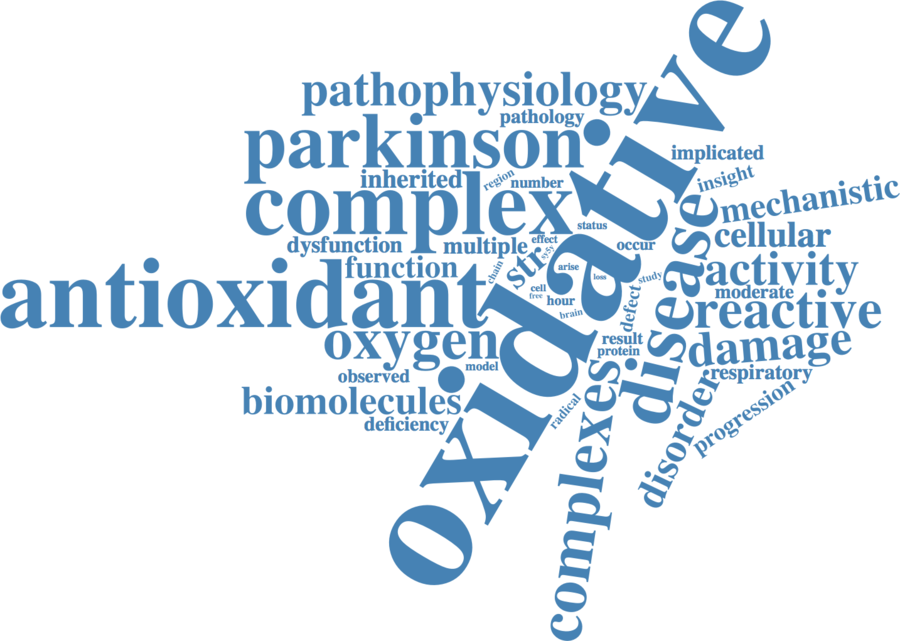 oxidative
pathophysiology
pathology
parkinson
implicated
inherited
region
number
insight
mechanistic
complex
status
disease
cellular
dysfunction
multiple
effect
sy5y
occur
str
function
chain
arise
loss
study
activity
antioxidant
cell
free
hour
brain
defect
moderate
reactive
oxygen
model
result
protein
damage
observed
respiratory
biomolecules
deficiency
radical
complexes
disorder
progression